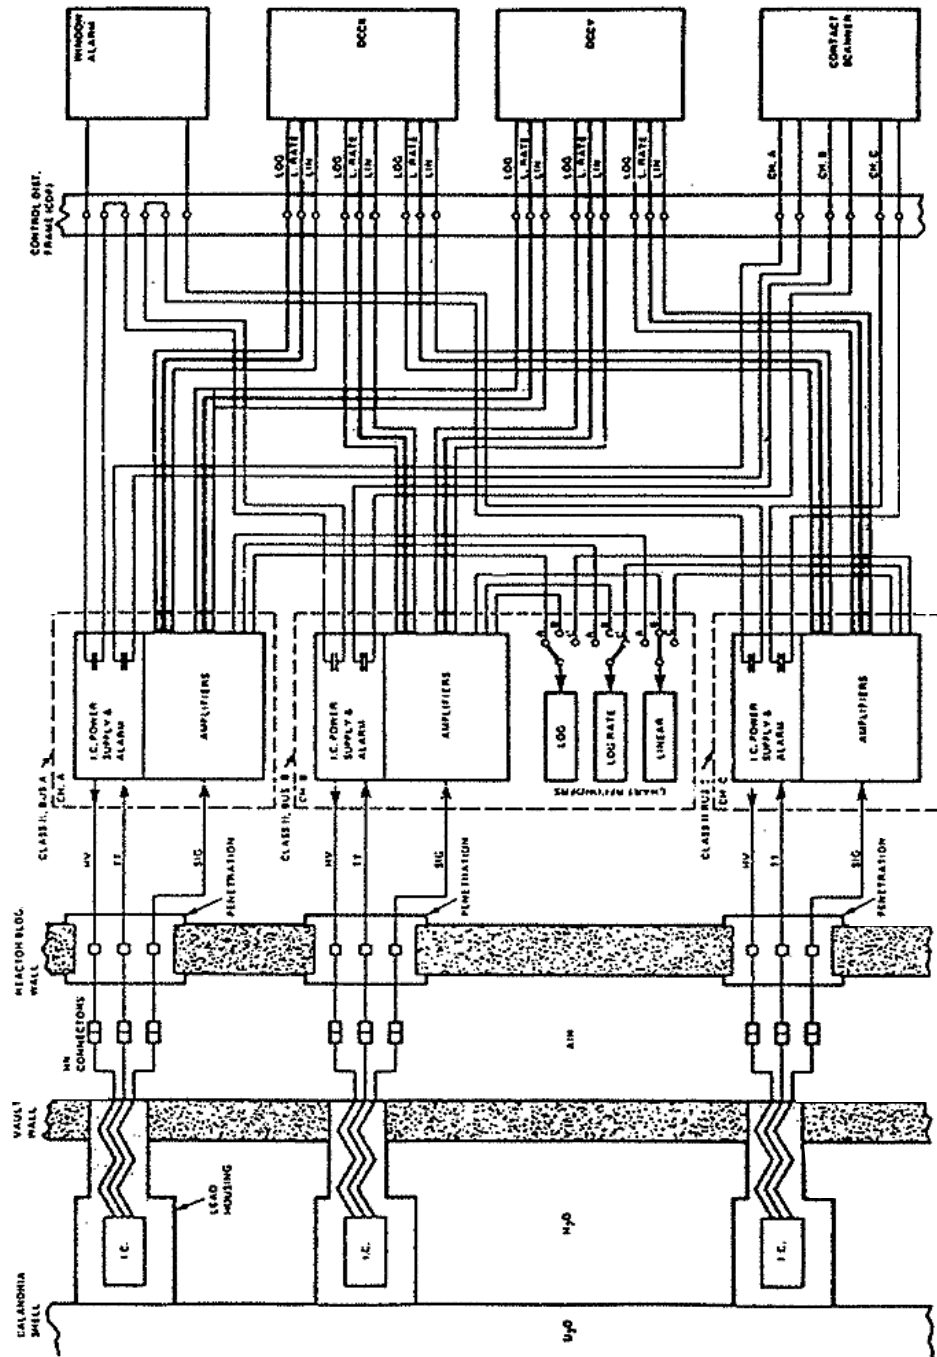 CALANDRIA
SHELL
VAULT
WALL
HN
CONNECTORS
REACTOR BLDG.
WALL
CLASS II, BUS A
CH. A
CONTROL DIST.
FRAME (CDF)
WINDOW
ALARM
I.C.
LEAD
HOUSING
HV
TT
SIG
PENETRATION
I.C. POWER
SUPPLY &
ALARM
AMPLIFIERS
DCCX
LOG
L. RATE
LIN
LOG
L. RATE
LIN
LOG
L. RATE
LIN
I.C.
HV
TT
SIG
PENETRATION
CLASS II, BUS B
CH. B
I.C. POWER
SUPPLY &
ALARM
AMPLIFIERS
DCCY
LOG
L. RATE
LIN
LOG
L. RATE
LIN
LOG
L. RATE
LIN
D₂O
H₂O
AIR
CHART RECORDERS
LOG
LOG RATE
LINEAR
A
B
C
A
B
C
A
B
C
I.C.
HV
TT
SIG
PENETRATION
CLASS II BUS C
CH. C
I.C. POWER
SUPPLY &
ALARM
AMPLIFIERS
CONTACT
SCANNER
CH. A
CH. B
CH. C